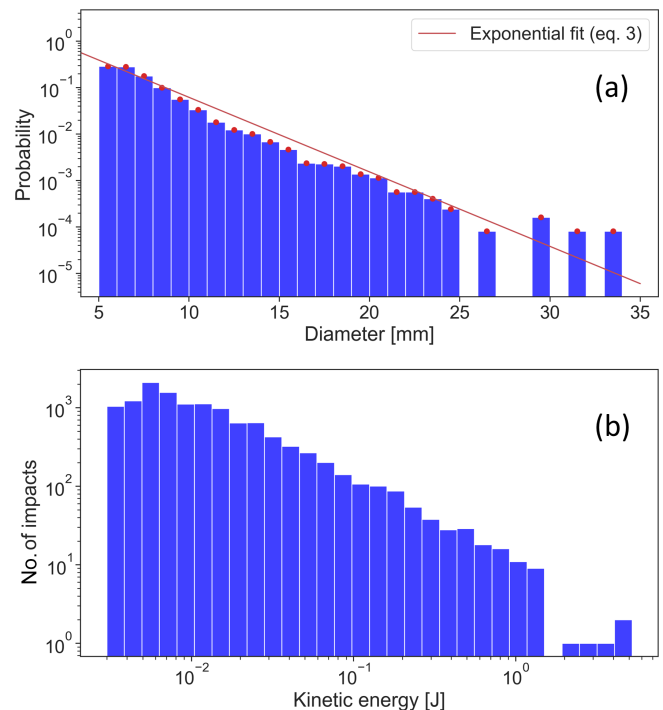 Exponential fit (eq. 3)
(a)
10^0
10^-1
10^-2
10^-3
10^-4
10^-5
Probability
5 10 15 20 25 30 35
Diameter [mm]
(b)
10^3
10^2
10^1
10^0
No. of impacts
10^-2 10^-1 10^0
Kinetic energy [J]